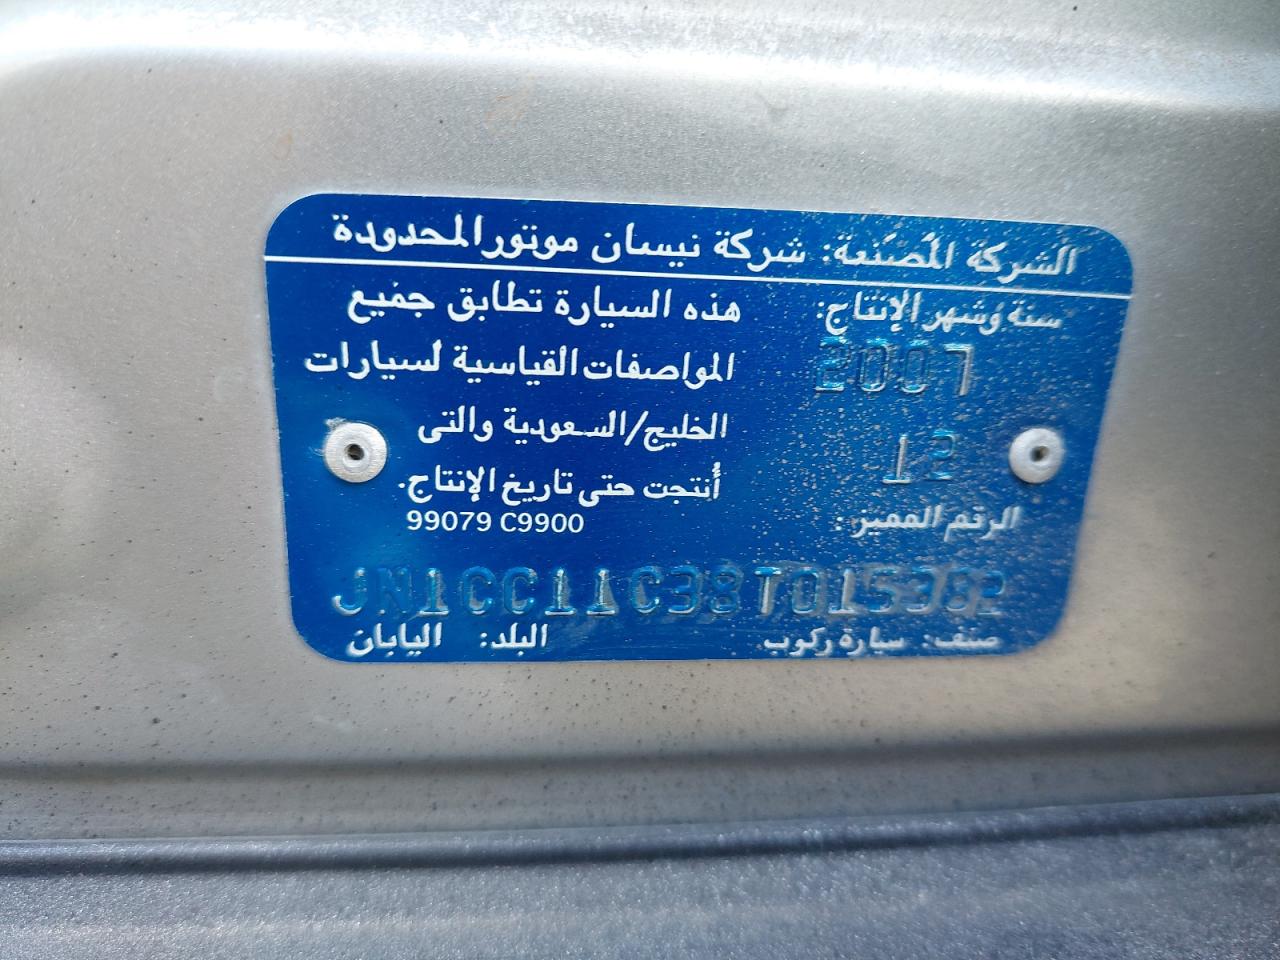 الشركة المصنعة: شركة نيسان موتور المحدودة
سنة وشهر الإنتاج:
2007
12
هذه السيارة تطابق جميع
المواصفات القياسية لسيارات
الخليج/السعودية والتى
أُنتجت حتى تاريخ الإنتاج.
99079 C9900
الرقم المميز:
JN1CC11C38T015382
صنف: سيارة ركوب
البلد: اليابان